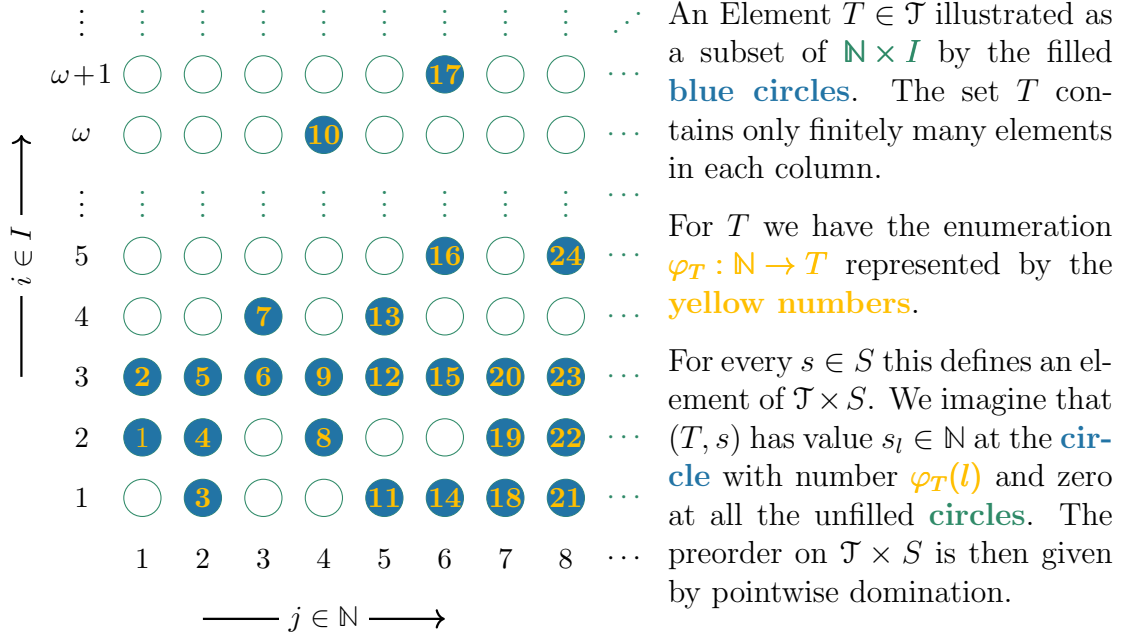 ⋮ ⋮ ⋮ ⋮ ⋮ ⋮ ⋮ ⋮ ⋮ ⋰
ω+1 17 ⋯
ω 10 ⋯
⋮ ⋮ ⋮ ⋮ ⋮ ⋮ ⋮ ⋮ ⋮ ⋯
5 16 24 ⋯
4 7 13 ⋯
3 2 5 6 9 12 15 20 23 ⋯
2 1 4 8 19 22 ⋯
1 3 11 14 18 21 ⋯
1 2 3 4 5 6 7 8 ⋯
i ∈ I
j ∈ ℕ
An Element T ∈ 𝒯 illustrated as
a subset of ℕ × I by the filled
blue circles. The set T con-
tains only finitely many elements
in each column.
For T we have the enumeration
φ_T : ℕ → T represented by the
yellow numbers.
For every s ∈ S this defines an el-
ement of 𝒯 × S. We imagine that
(T, s) has value s_l ∈ ℕ at the cir-
cle with number φ_T(l) and zero
at all the unfilled circles. The
preorder on 𝒯 × S is then given
by pointwise domination.